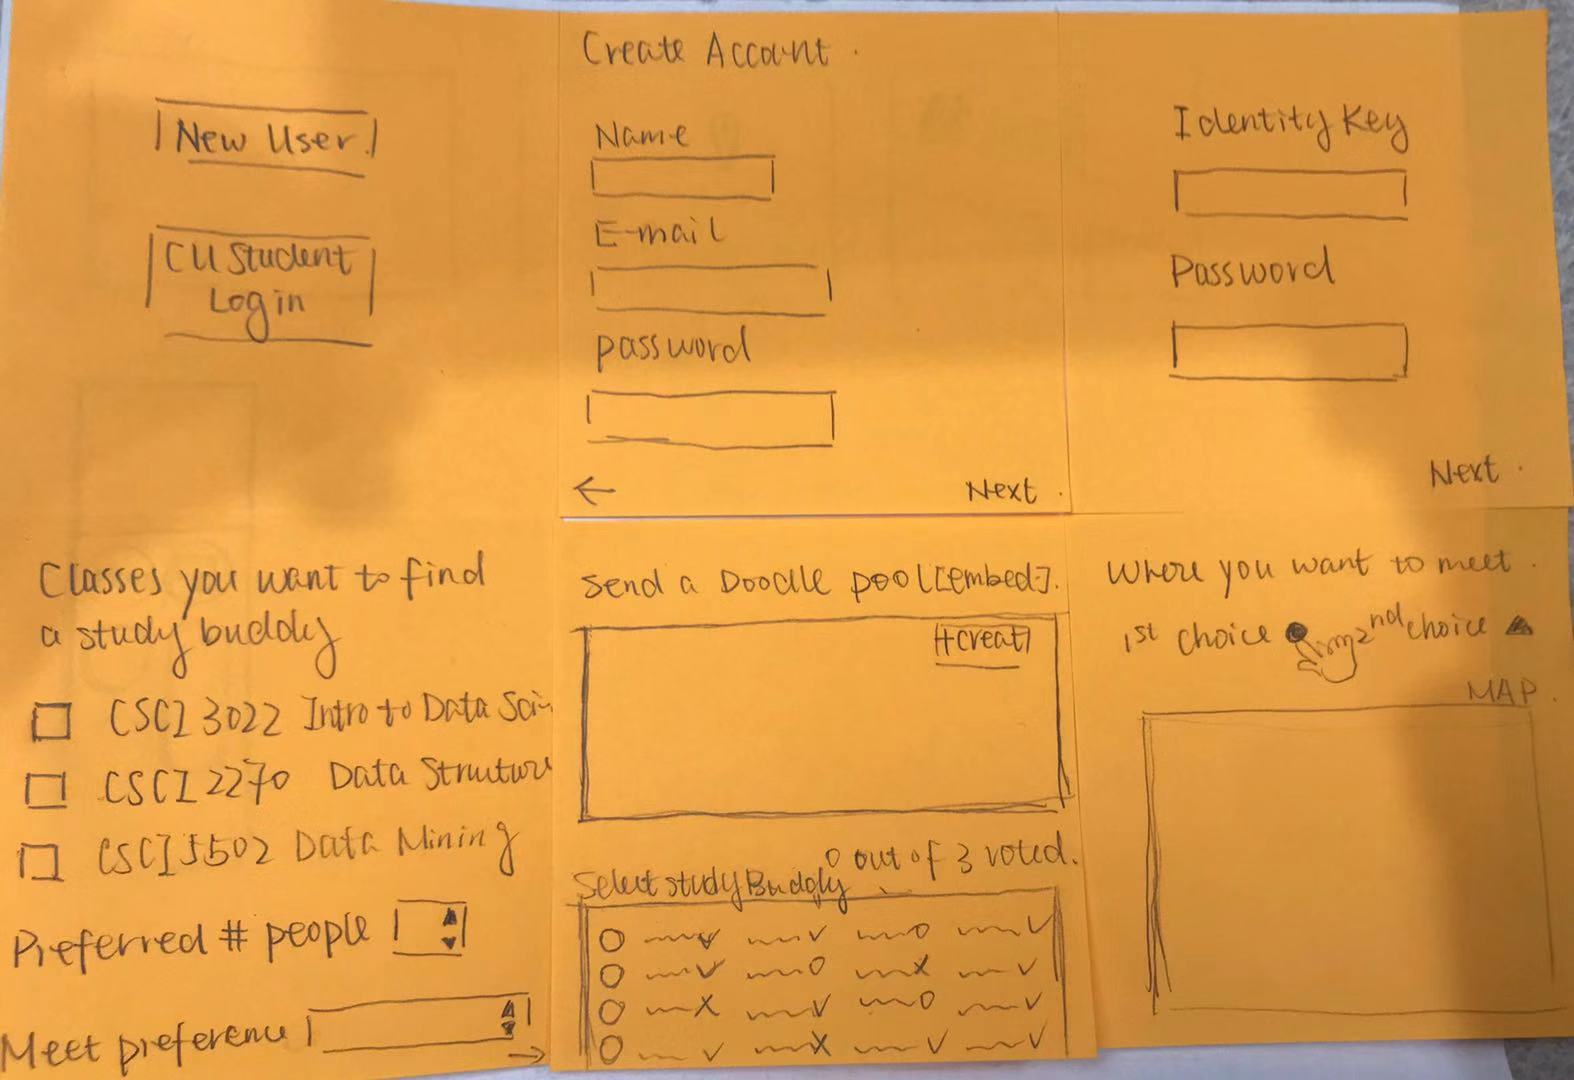 New User
CU Student
Login
Create Account
Name
E-mail
password
←
Next
Identity Key
Password
Next
Classes you want to find
a study buddy
CSCI 3022 Intro to Data Sci
CSCI 2270 Data Struture
CSCI 5502 Data Mining
Preferred # people
Meet preference
→
Send a Doodle pool [embed].
+creat
0 out of 3 voted.
Select study Buddy
Where you want to meet.
1st choice
2nd choice
MAP